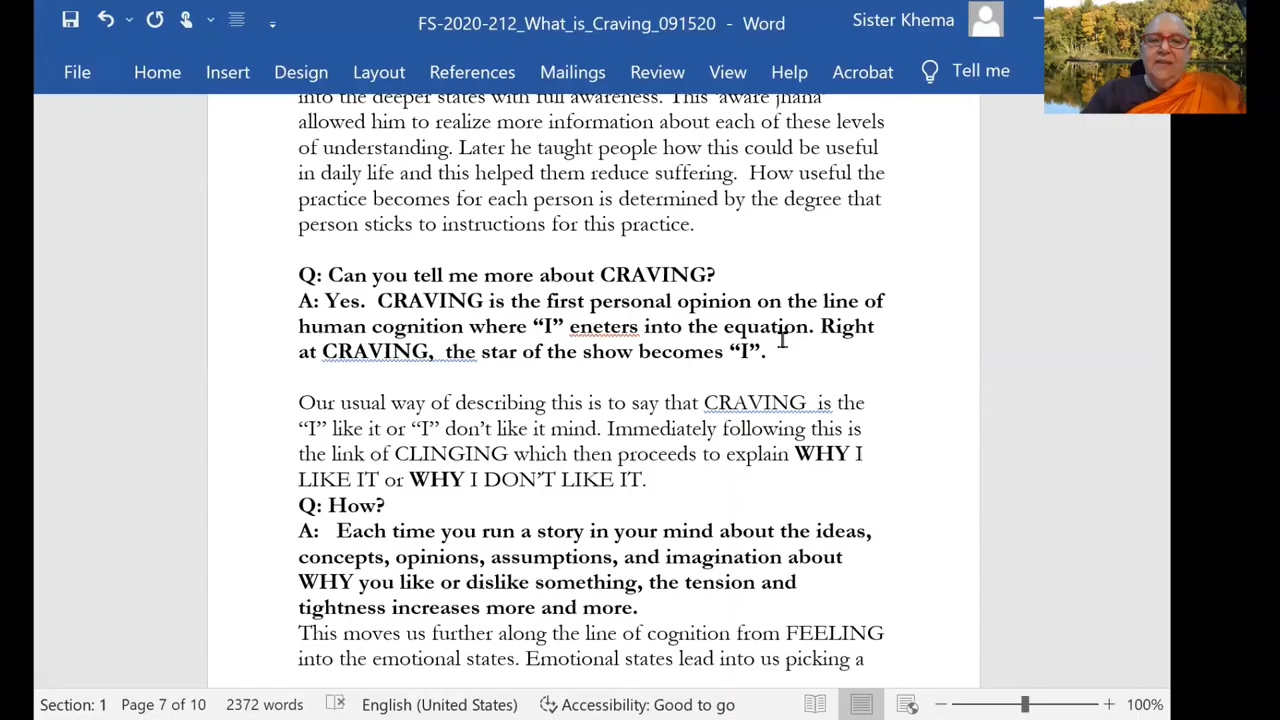 FS-2020-212_What_is_Craving_091520 - Word
Sister Khema
File Home Insert Design Layout References Mailings Review View Help Acrobat Tell me
into the deeper states with full awareness. This 'aware jhana'
allowed him to realize more information about each of these levels
of understanding. Later he taught people how this could be useful
in daily life and this helped them reduce suffering.  How useful the
practice becomes for each person is determined by the degree that
person sticks to instructions for this practice.
Q: Can you tell me more about CRAVING?
A: Yes.  CRAVING is the first personal opinion on the line of
human cognition where “I” eneters into the equation. Right
at CRAVING,  the star of the show becomes “I”.
Our usual way of describing this is to say that CRAVING  is the
“I” like it or “I” don’t like it mind. Immediately following this is
the link of CLINGING which then proceeds to explain WHY I
LIKE IT or WHY I DON’T LIKE IT.
Q: How?
A:   Each time you run a story in your mind about the ideas,
concepts, opinions, assumptions, and imagination about
WHY you like or dislike something, the tension and
tightness increases more and more.
This moves us further along the line of cognition from FEELING
into the emotional states. Emotional states lead into us picking a
Section: 1 Page 7 of 10 2372 words English (United States) Accessibility: Good to go 100%